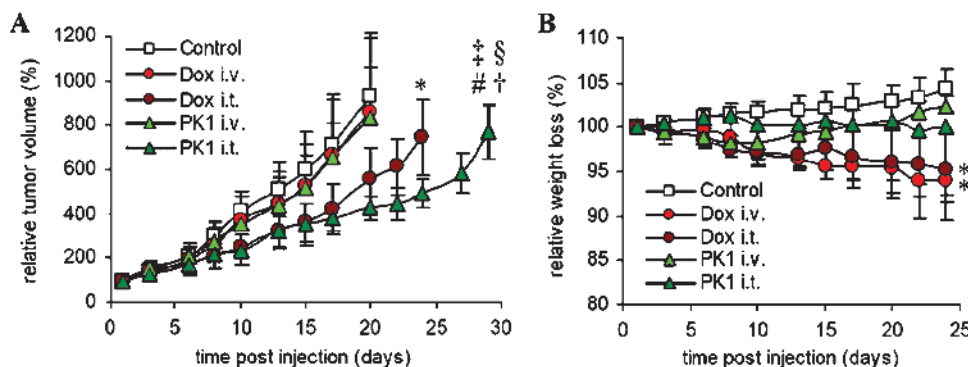 A
relative tumor volume (%)
1200
1000
800
600
400
200
0
Control
Dox i.v.
Dox i.t.
PK1 i.v.
PK1 i.t.
*
‡ §
# †
0 5 10 15 20 25 30
time post injection (days)
B
relative weight loss (%)
110
105
100
95
90
85
80
Control
Dox i.v.
Dox i.t.
PK1 i.v.
PK1 i.t.
*
*
0 5 10 15 20 25
time post injection (days)